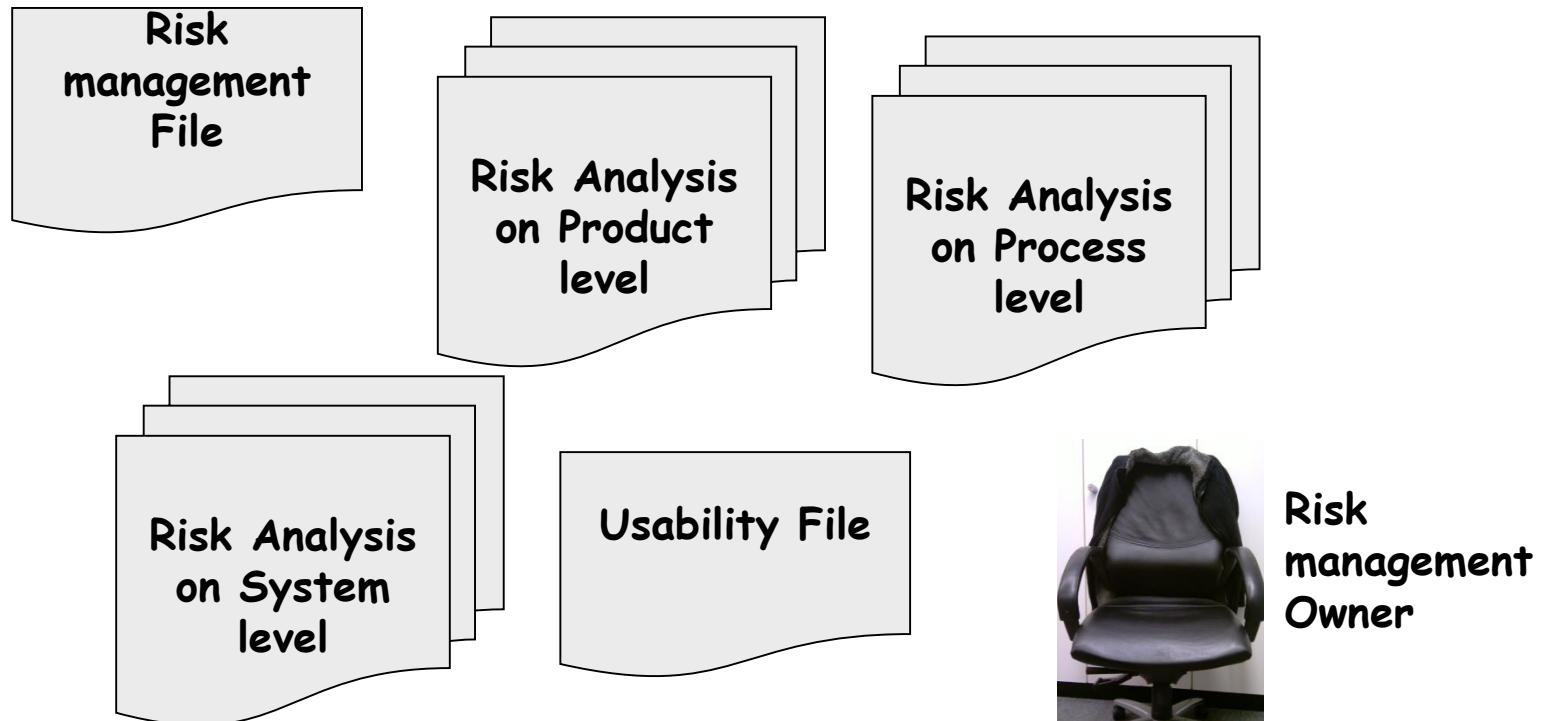 Risk
management
File
Risk Analysis
on Product
level
Risk Analysis
on Process
level
Risk Analysis
on System
level
Usability File
Risk
management
Owner